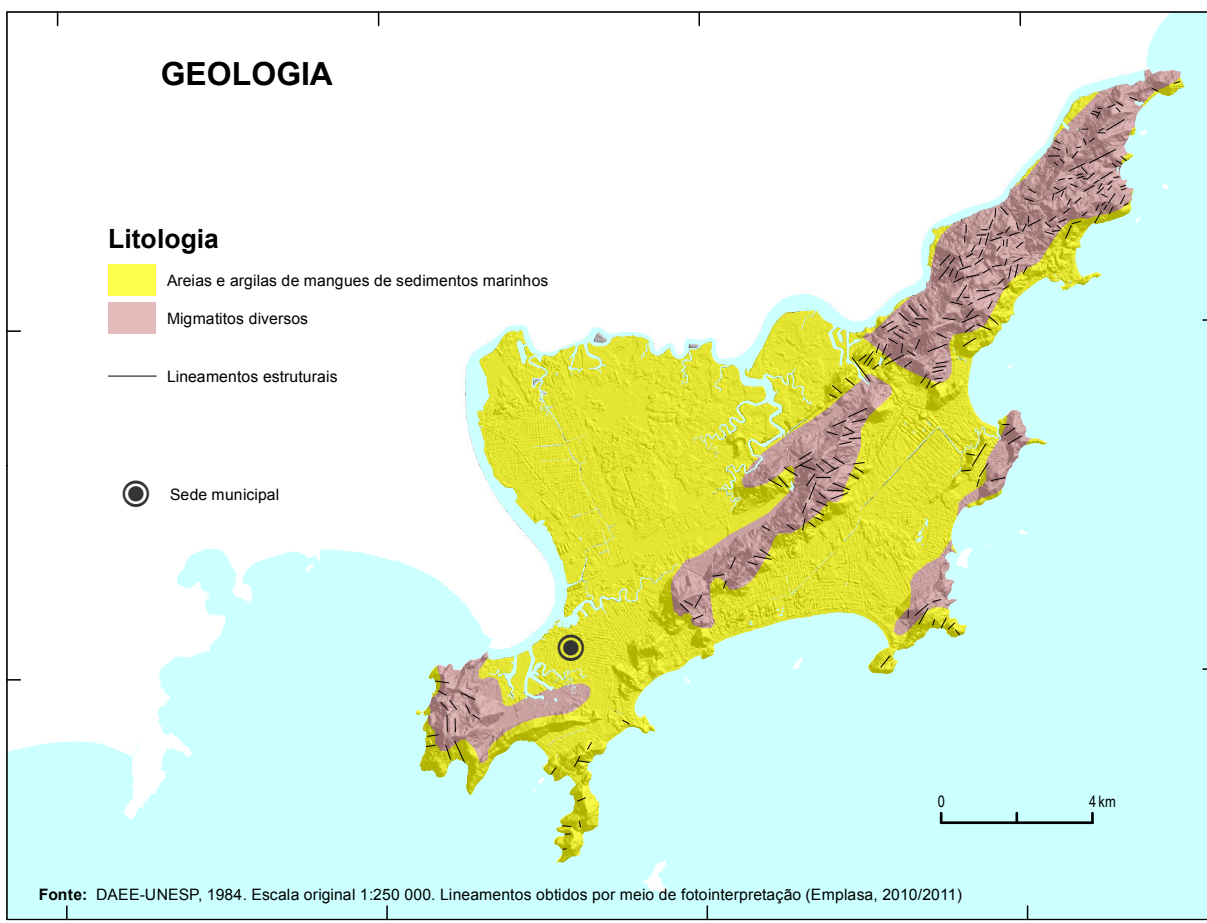 GEOLOGIA
Litologia
Areias e argilas de mangues de sedimentos marinhos
Migmatitos diversos
Lineamentos estruturais
Sede municipal
0 4 km
Fonte: DAEE-UNESP, 1984. Escala original 1:250 000. Lineamentos obtidos por meio de fotointerpretação (Emplasa, 2010/2011)